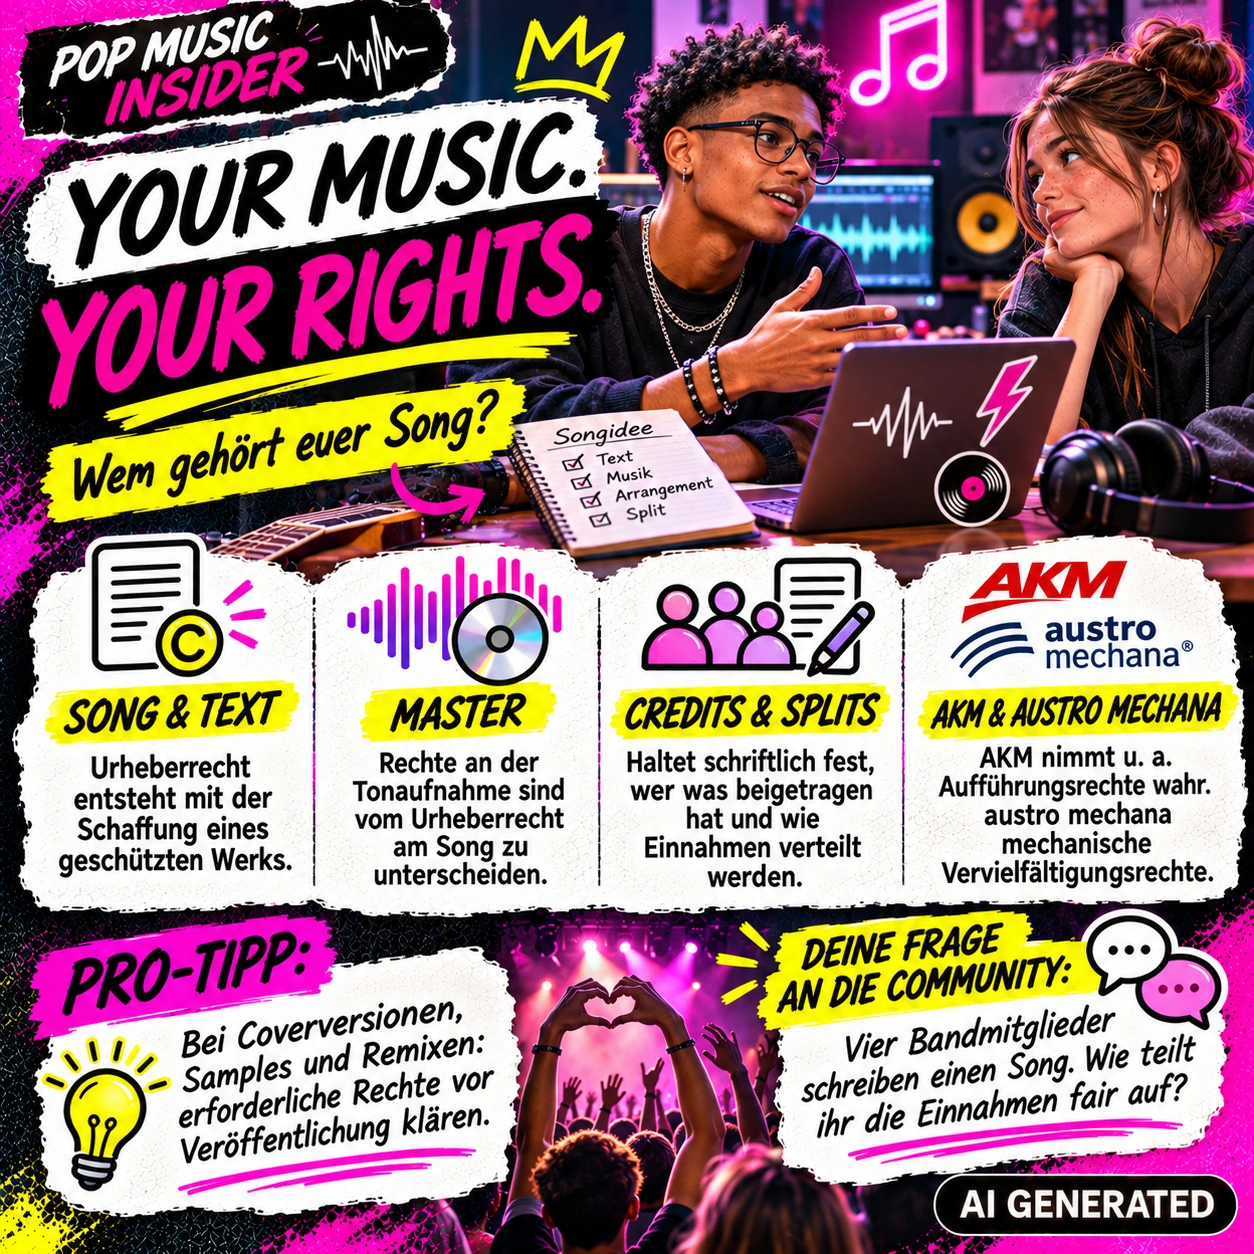 POP MUSIC
INSIDER
YOUR MUSIC.
YOUR RIGHTS.
Wem gehört euer Song?
Songidee
Text
Musik
Arrangement
Split
SONG & TEXT
Urheberrecht
entsteht mit der
Schaffung eines
geschützten Werks.
MASTER
Rechte an der
Tonaufnahme sind
vom Urheberrecht
am Song zu
unterscheiden.
CREDITS & SPLITS
Haltet schriftlich fest,
wer was beigetragen
hat und wie
Einnahmen verteilt
werden.
AKM
austro
mechana®
AKM & AUSTRO MECHANA
AKM nimmt u. a.
Aufführungsrechte wahr.
austro mechana
mechanische
Vervielfältigungsrechte.
PRO-TIPP:
Bei Coverversionen,
Samples und Remixen:
erforderliche Rechte vor
Veröffentlichung klären.
DEINE FRAGE
AN DIE COMMUNITY:
Vier Bandmitglieder
schreiben einen Song. Wie teilt
ihr die Einnahmen fair auf?
AI GENERATED